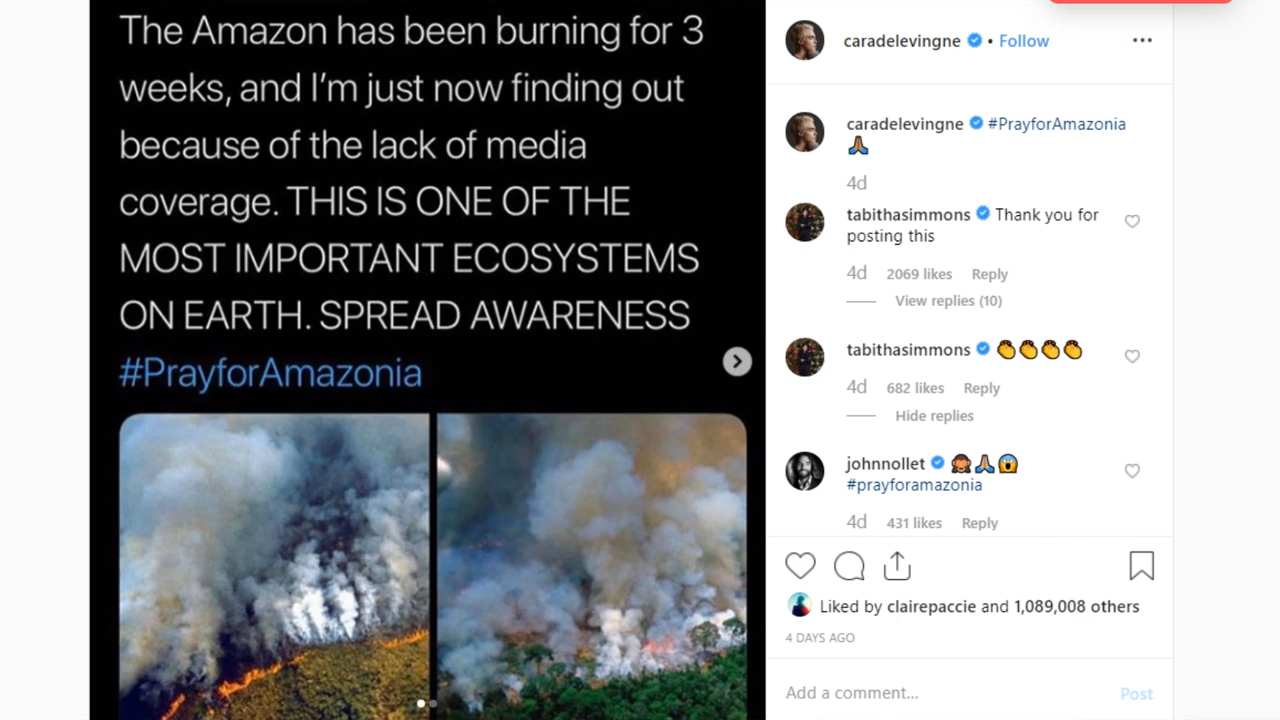 The Amazon has been burning for 3
weeks, and I'm just now finding out
because of the lack of media
coverage. THIS IS ONE OF THE
MOST IMPORTANT ECOSYSTEMS
ON EARTH. SPREAD AWARENESS
#PrayforAmazonia
caradelevingne • Follow
caradelevingne #PrayforAmazonia
🙏
4d
tabithasimmons Thank you for
posting this
4d 2069 likes Reply
View replies (10)
tabithasimmons 👏👏👏👏
4d 682 likes Reply
Hide replies
johnnollet 🙈🙏😱
#prayforamazonia
4d 431 likes Reply
Liked by clairepaccie and 1,089,008 others
4 DAYS AGO
Add a comment... Post